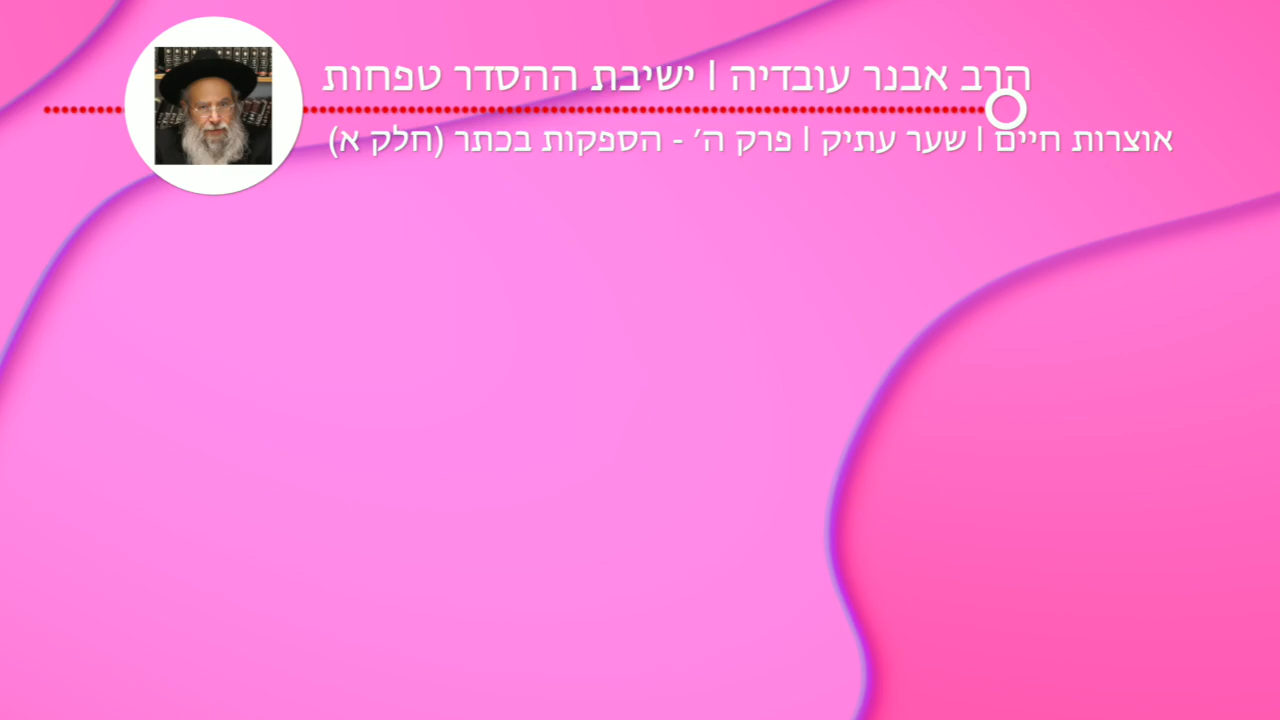 הרב אבנר עובדיה | ישיבת ההסדר טפחות
אוצרות חיים | שער עתיק | פרק ה׳ - הספקות בכתר (חלק א)